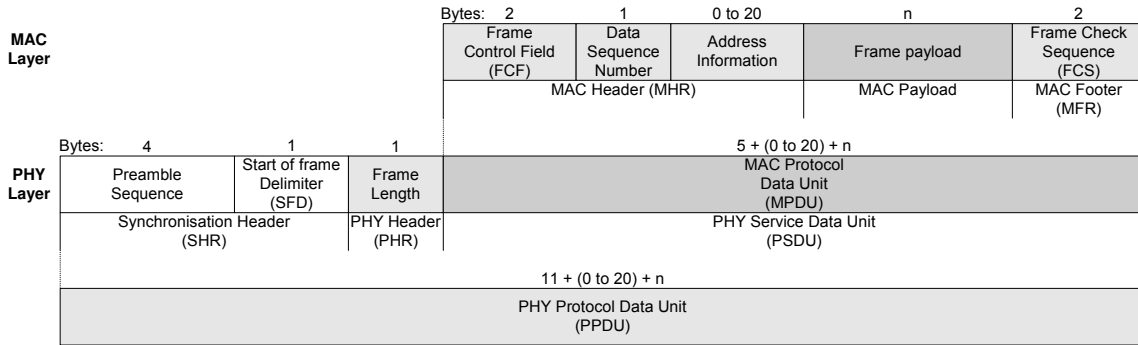 Bytes: 2 1 0 to 20 n 2
MAC
Layer
Frame
Control Field
(FCF)
Data
Sequence
Number
Address
Information
Frame payload
Frame Check
Sequence
(FCS)
MAC Header (MHR)
MAC Payload
MAC Footer
(MFR)
Bytes: 4 1 1 5 + (0 to 20) + n
PHY
Layer
Preamble
Sequence
Start of frame
Delimiter
(SFD)
Frame
Length
MAC Protocol
Data Unit
(MPDU)
Synchronisation Header
(SHR)
PHY Header
(PHR)
PHY Service Data Unit
(PSDU)
11 + (0 to 20) + n
PHY Protocol Data Unit
(PPDU)